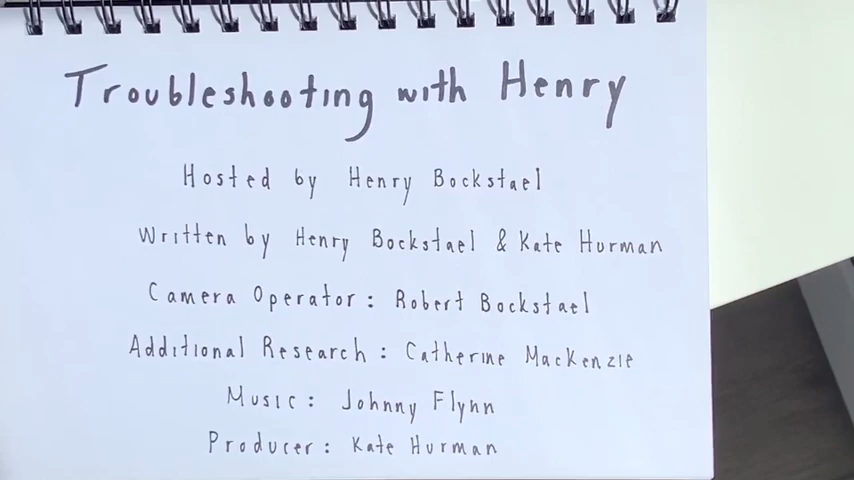 Troubleshooting with Henry
Hosted by Henry Bockstael
Written by Henry Bockstael & Kate Hurman
Camera Operator: Robert Bockstael
Additional Research: Catherine MacKenzie
Music: Johnny Flynn
Producer: Kate Hurman